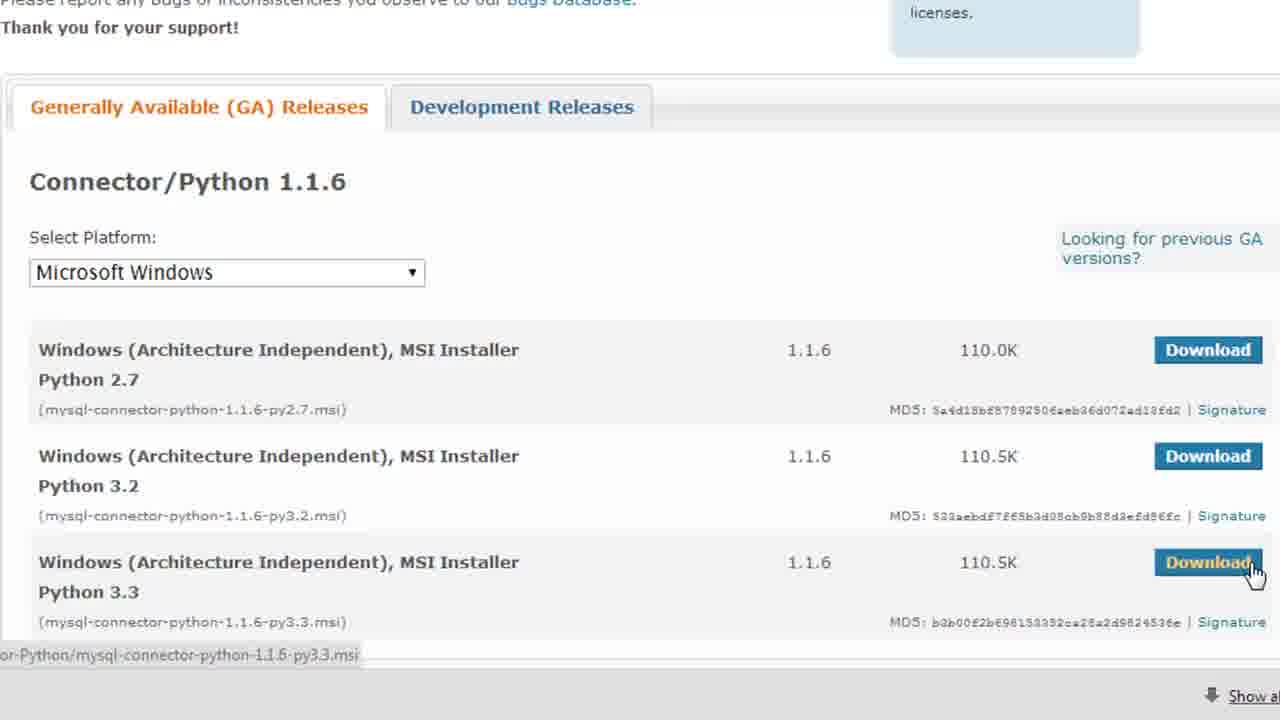 Please report any bugs or inconsistencies you observe to our Bugs Database.
Thank you for your support!
licenses.
Generally Available (GA) Releases
Development Releases
Connector/Python 1.1.6
Select Platform:
Microsoft Windows
Looking for previous GA
versions?
Windows (Architecture Independent), MSI Installer 1.1.6 110.0K Download
Python 2.7
(mysql-connector-python-1.1.6-py2.7.msi) MD5: | Signature
Windows (Architecture Independent), MSI Installer 1.1.6 110.5K Download
Python 3.2
(mysql-connector-python-1.1.6-py3.2.msi) MD5: | Signature
Windows (Architecture Independent), MSI Installer 1.1.6 110.5K Download
Python 3.3
(mysql-connector-python-1.1.6-py3.3.msi) MD5: | Signature
or-Python/mysql-connector-python-1.1.6-py3.3.msi
Show al